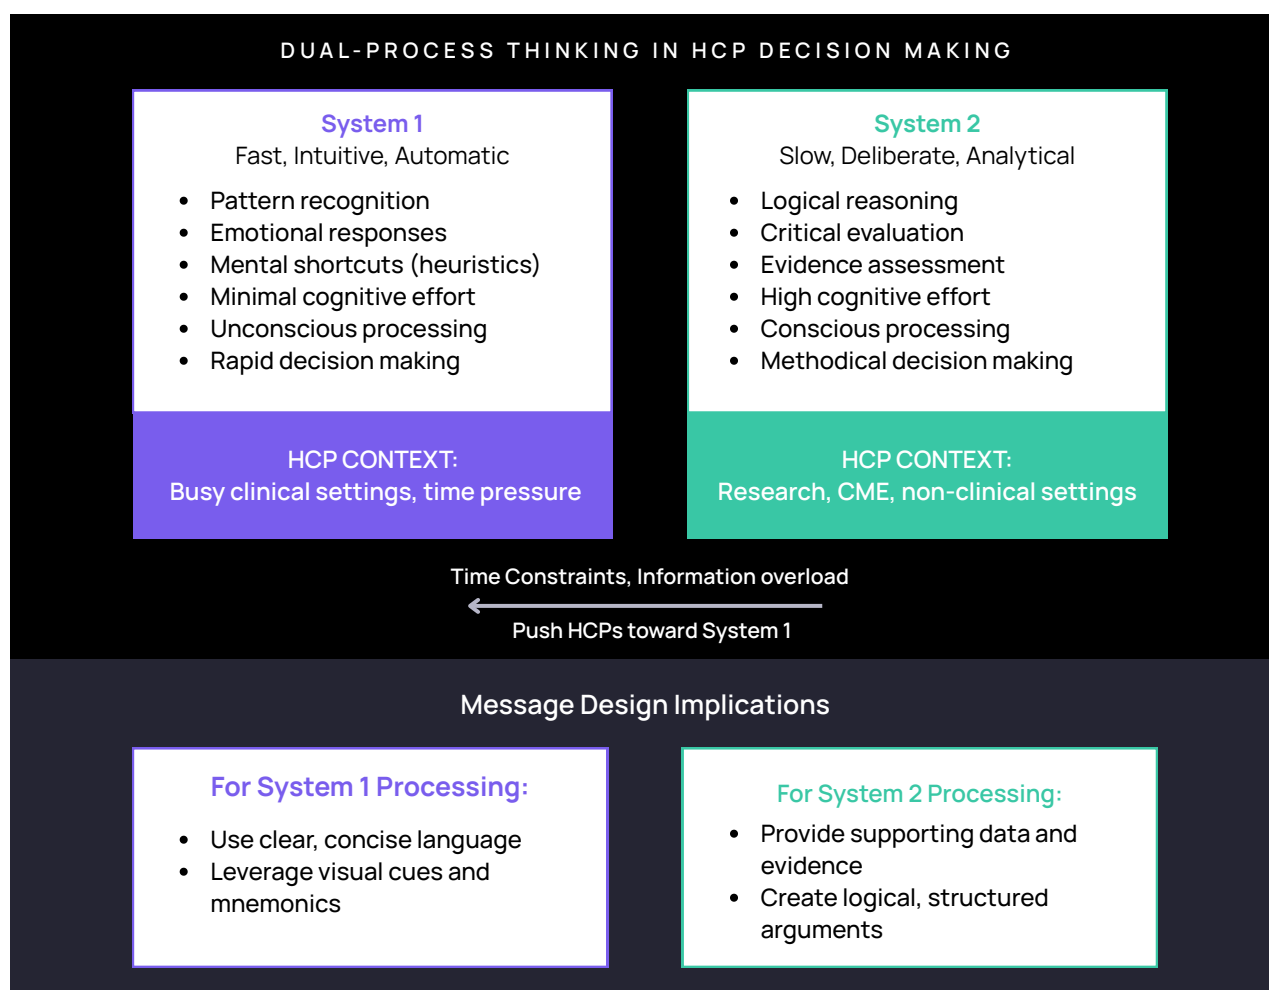 DUAL-PROCESS THINKING IN HCP DECISION MAKING
System 1
Fast, Intuitive, Automatic
• Pattern recognition
• Emotional responses
• Mental shortcuts (heuristics)
• Minimal cognitive effort
• Unconscious processing
• Rapid decision making
HCP CONTEXT:
Busy clinical settings, time pressure
System 2
Slow, Deliberate, Analytical
• Logical reasoning
• Critical evaluation
• Evidence assessment
• High cognitive effort
• Conscious processing
• Methodical decision making
HCP CONTEXT:
Research, CME, non-clinical settings
Time Constraints, Information overload
Push HCPs toward System 1
Message Design Implications
For System 1 Processing:
• Use clear, concise language
• Leverage visual cues and
mnemonics
For System 2 Processing:
• Provide supporting data and
evidence
• Create logical, structured
arguments